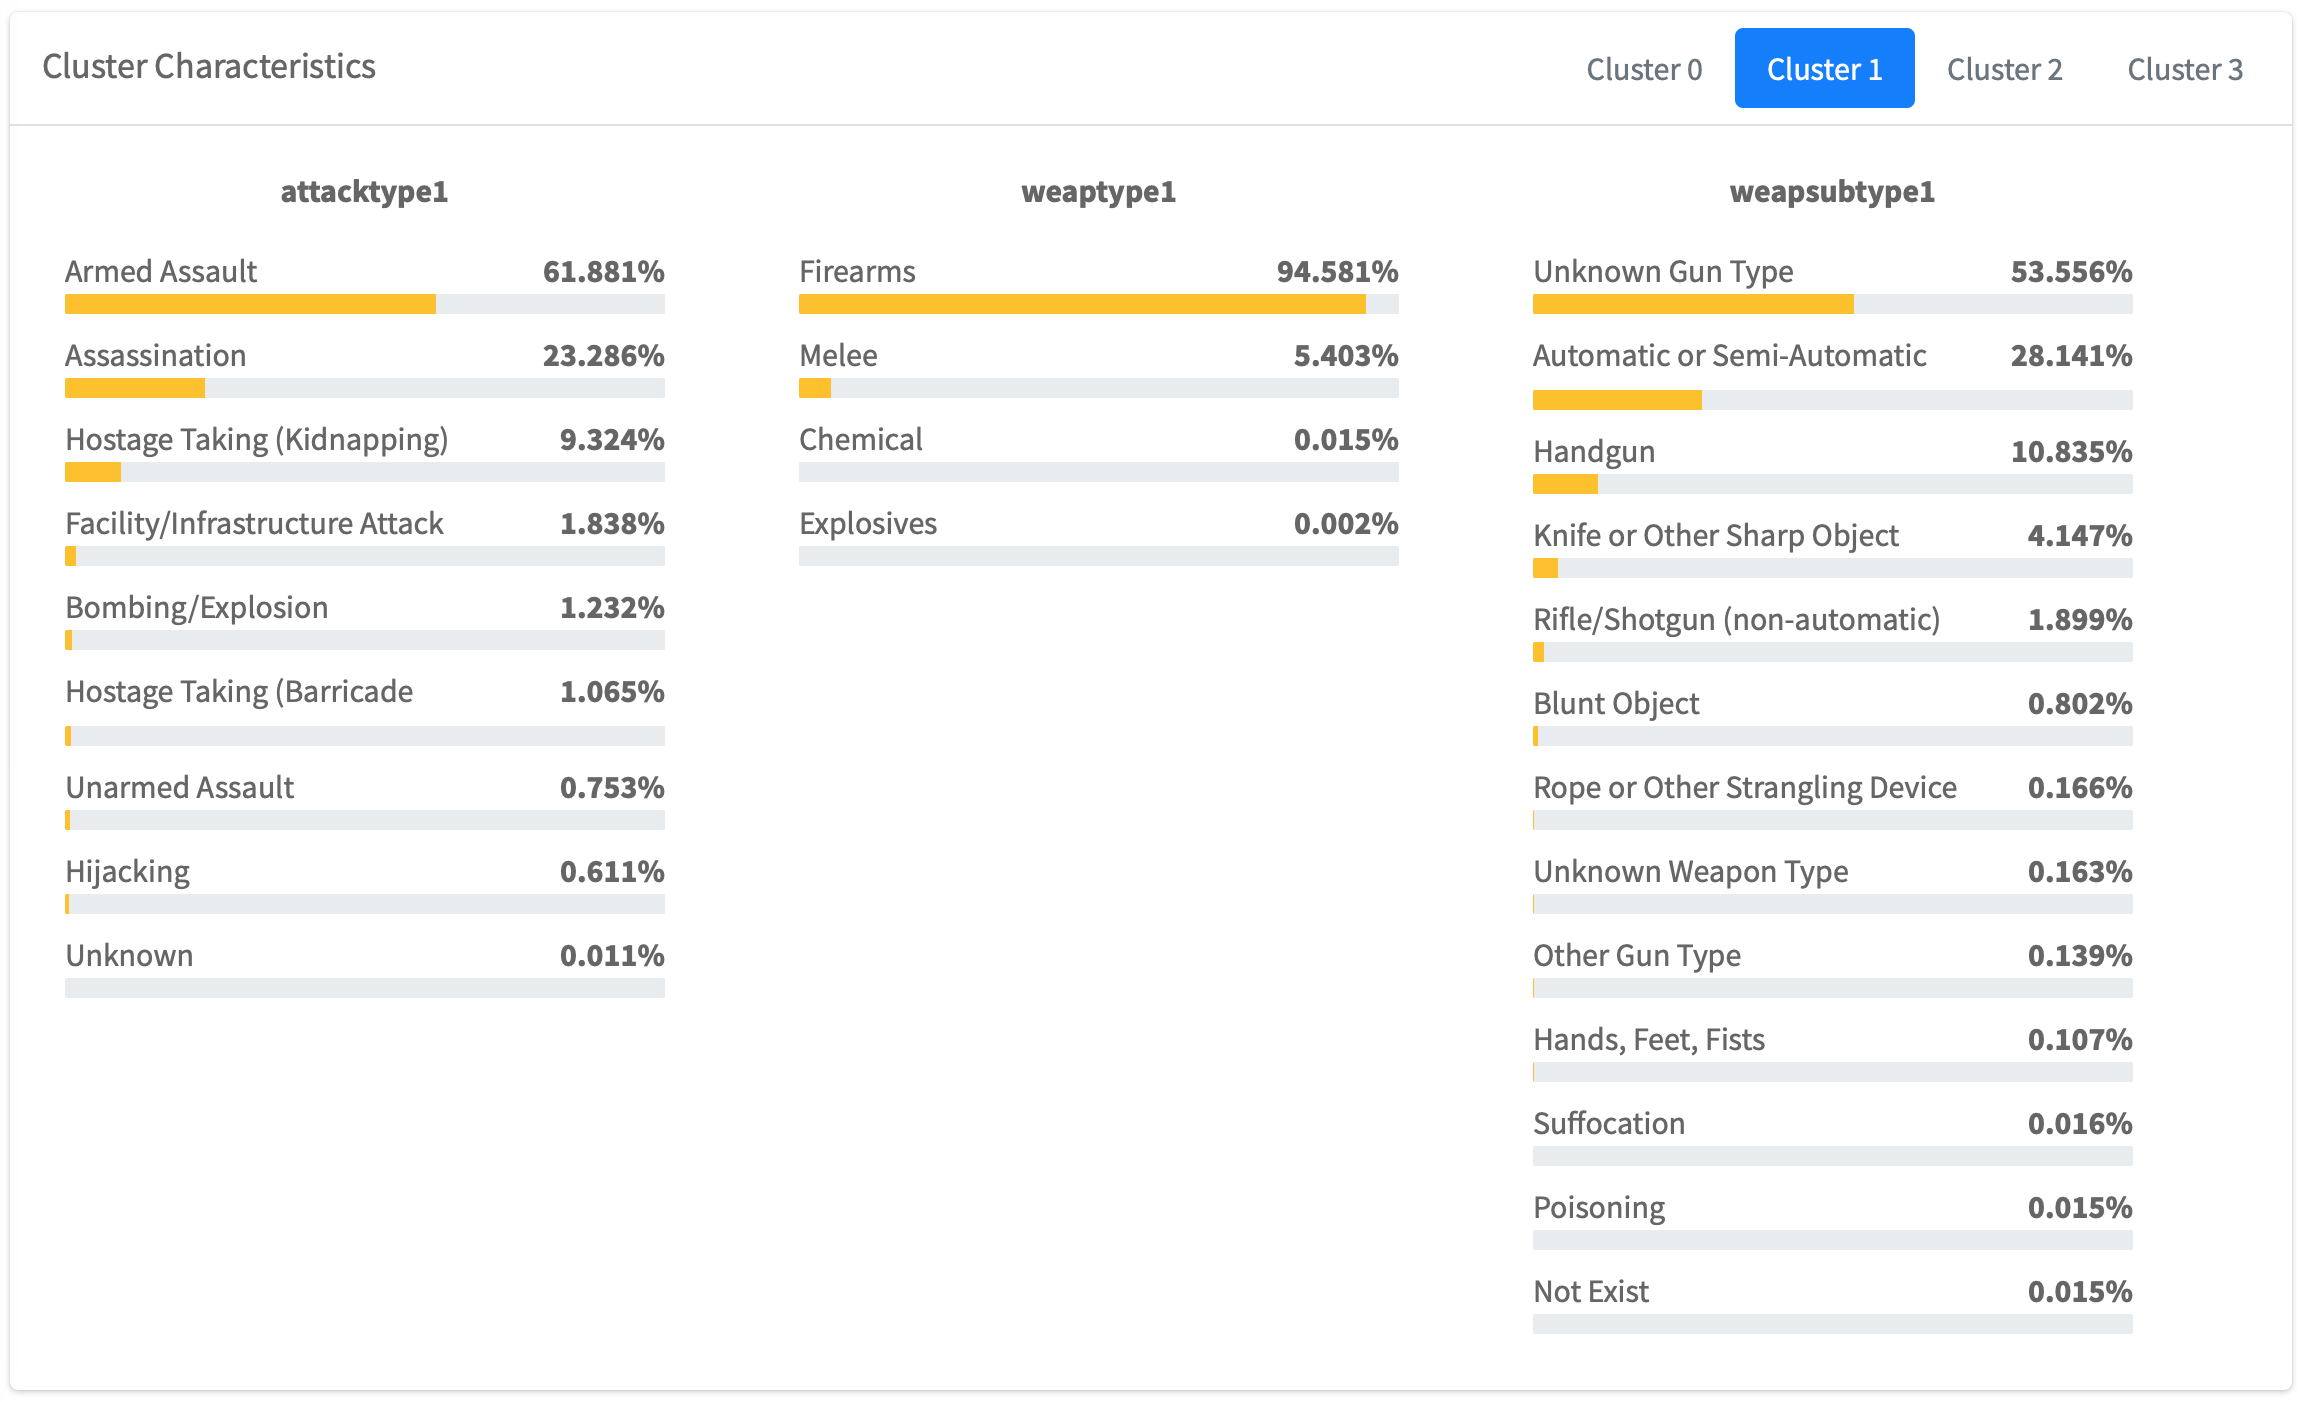 Cluster Characteristics
Cluster 0
Cluster 1
Cluster 2
Cluster 3
attacktype1
Armed Assault 61.881%
Assassination 23.286%
Hostage Taking (Kidnapping) 9.324%
Facility/Infrastructure Attack 1.838%
Bombing/Explosion 1.232%
Hostage Taking (Barricade 1.065%
Unarmed Assault 0.753%
Hijacking 0.611%
Unknown 0.011%
weaptype1
Firearms 94.581%
Melee 5.403%
Chemical 0.015%
Explosives 0.002%
weapsubtype1
Unknown Gun Type 53.556%
Automatic or Semi-Automatic 28.141%
Handgun 10.835%
Knife or Other Sharp Object 4.147%
Rifle/Shotgun (non-automatic) 1.899%
Blunt Object 0.802%
Rope or Other Strangling Device 0.166%
Unknown Weapon Type 0.163%
Other Gun Type 0.139%
Hands, Feet, Fists 0.107%
Suffocation 0.016%
Poisoning 0.015%
Not Exist 0.015%